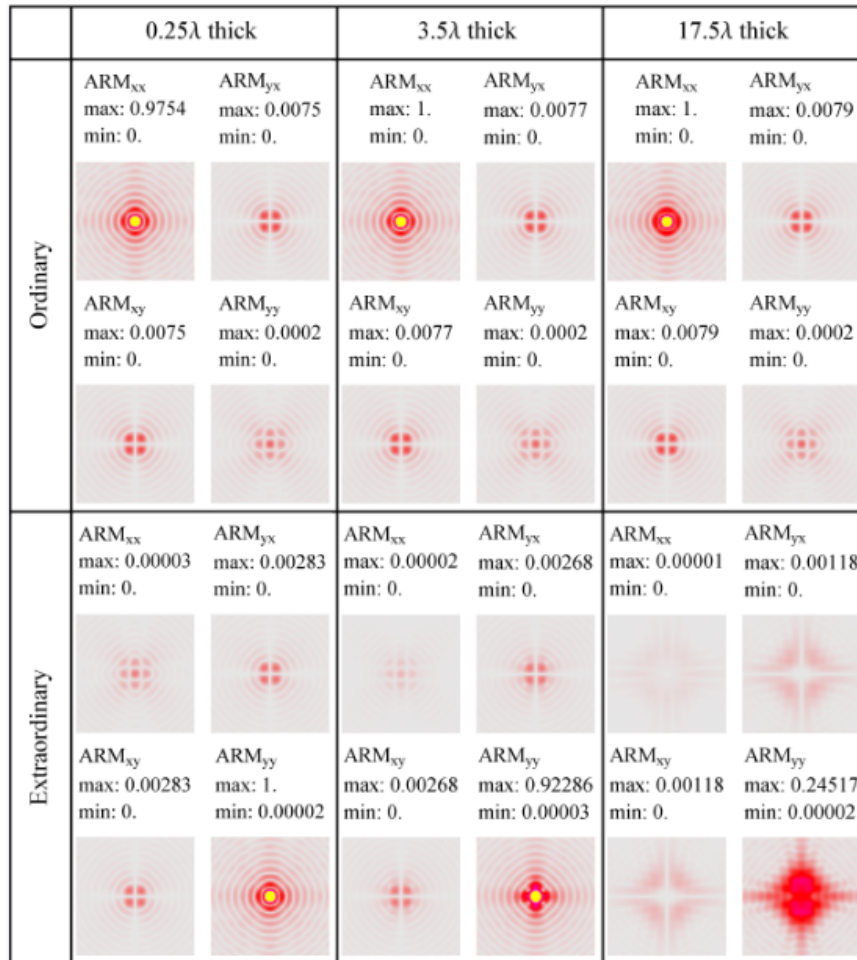 0.25λ thick 3.5λ thick 17.5λ thick
Ordinary
ARMxx ARMyx ARMxx ARMyx ARMxx ARMyx
max: 0.9754 max: 0.0075 max: 1. max: 0.0077 max: 1. max: 0.0079
min: 0. min: 0. min: 0. min: 0. min: 0. min: 0.
ARMxy ARMyy ARMxy ARMyy ARMxy ARMyy
max: 0.0075 max: 0.0002 max: 0.0077 max: 0.0002 max: 0.0079 max: 0.0002
min: 0. min: 0. min: 0. min: 0. min: 0. min: 0.
Extraordinary
ARMxx ARMyx ARMxx ARMyx ARMxx ARMyx
max: 0.00003 max: 0.00283 max: 0.00002 max: 0.00268 max: 0.00001 max: 0.00118
min: 0. min: 0. min: 0. min: 0. min: 0. min: 0.
ARMxy ARMyy ARMxy ARMyy ARMxy ARMyy
max: 0.00283 max: 1. max: 0.00268 max: 0.92286 max: 0.00118 max: 0.24517
min: 0. min: 0.00002 min: 0. min: 0.00003 min: 0. min: 0.00002